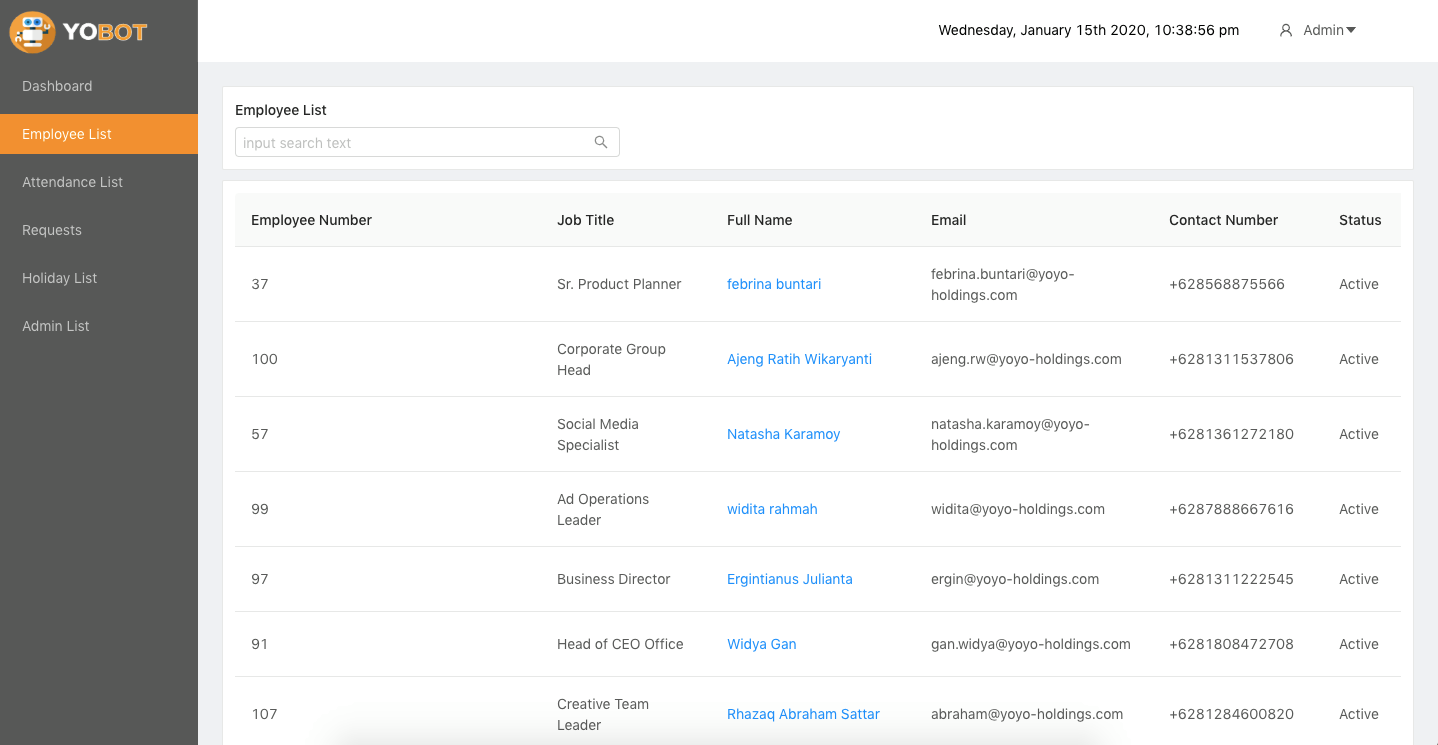 YOBOT
Wednesday, January 15th 2020, 10:38:56 pm
Admin
Dashboard
Employee List
Attendance List
Requests
Holiday List
Admin List
Employee List
input search text
Employee Number Job Title Full Name Email Contact Number Status
37 Sr. Product Planner febrina buntari febrina.buntari@yoyo-
holdings.com +628568875566 Active
100 Corporate Group
Head Ajeng Ratih Wikaryanti ajeng.rw@yoyo-holdings.com +6281311537806 Active
57 Social Media
Specialist Natasha Karamoy natasha.karamoy@yoyo-
holdings.com +6281361272180 Active
99 Ad Operations
Leader widita rahmah widita@yoyo-holdings.com +6287888667616 Active
97 Business Director Ergintianus Julianta ergin@yoyo-holdings.com +6281311222545 Active
91 Head of CEO Office Widya Gan gan.widya@yoyo-holdings.com +6281808472708 Active
107 Creative Team
Leader Rhazaq Abraham Sattar abraham@yoyo-holdings.com +6281284600820 Active